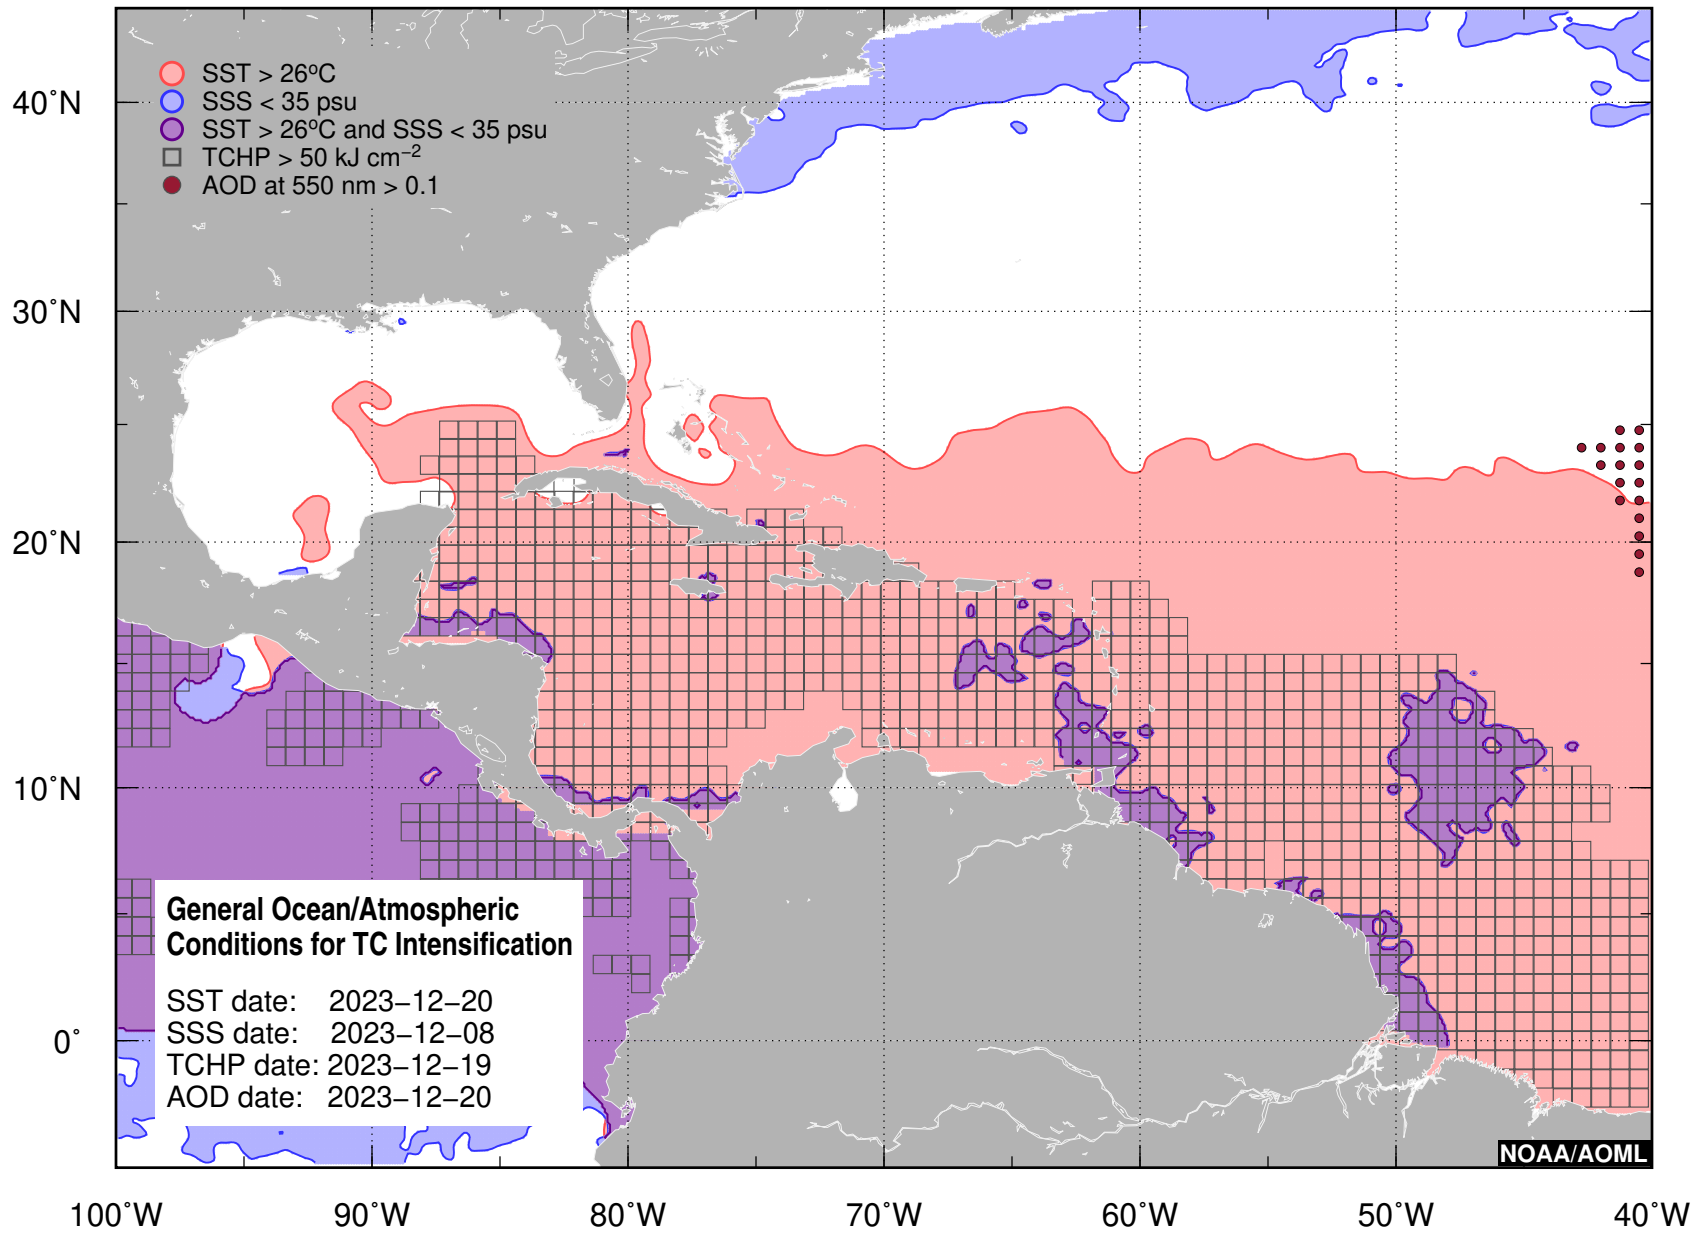 SST > 26ºC
SSS < 35 psu
SST > 26ºC and SSS < 35 psu
TCHP > 50 kJ cm⁻²
AOD at 550 nm > 0.1
40˚N
30˚N
20˚N
10˚N
0˚
General Ocean/Atmospheric
Conditions for TC Intensification
SST date: 2023−12−20
SSS date: 2023−12−08
TCHP date: 2023−12−19
AOD date: 2023−12−20
NOAA/AOML
100˚W 90˚W 80˚W 70˚W 60˚W 50˚W 40˚W